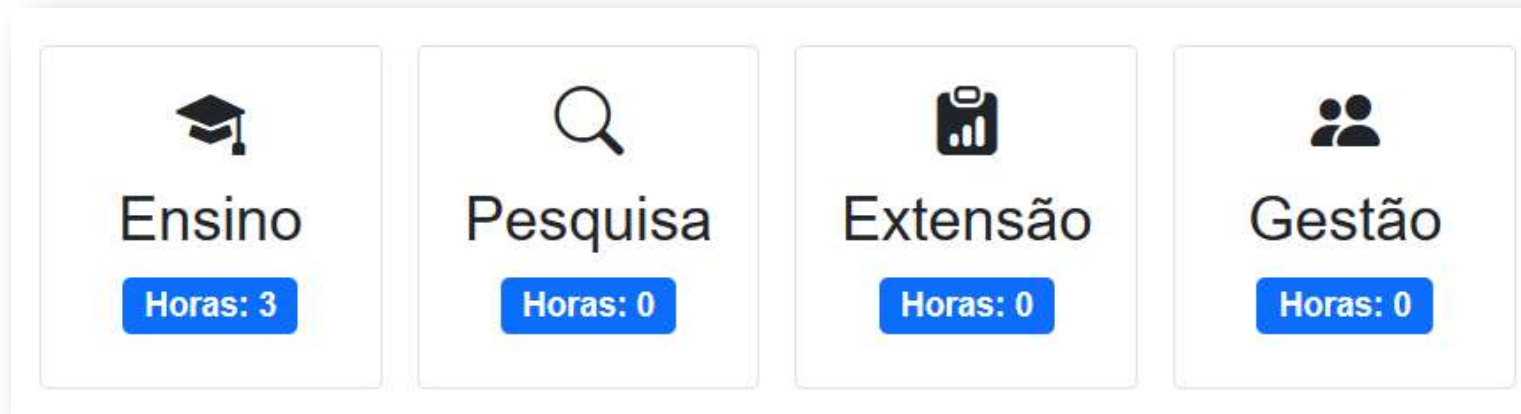 Ensino
Horas: 3
Pesquisa
Horas: 0
Extensão
Horas: 0
Gestão
Horas: 0